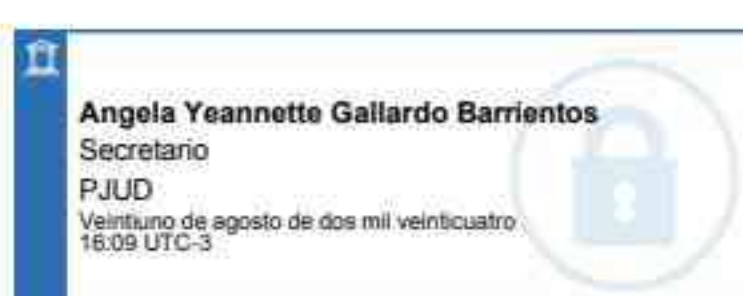 Angela Yeannette Gallardo Barrientos
Secretario
PJUD
Veintiuno de agosto de dos mil veinticuatro
16:09 UTC-3